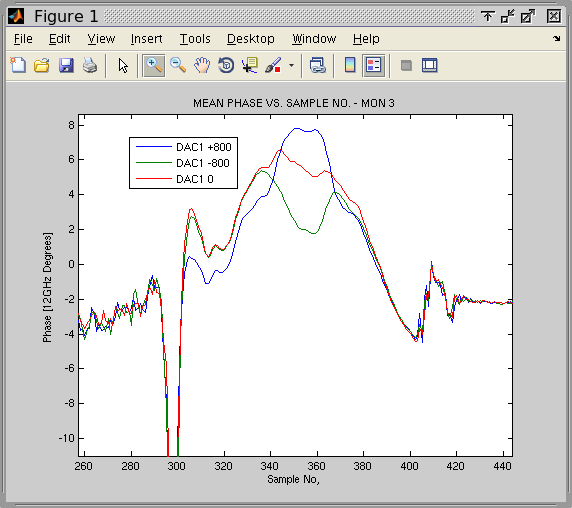 Figure 1
File Edit View Insert Tools Desktop Window Help
MEAN PHASE VS. SAMPLE NO. - MON 3
DAC1 +800
DAC1 -800
DAC1 0
Phase [12GHz Degrees]
8
6
4
2
0
-2
-4
-6
-8
-10
260 280 300 320 340 360 380 400 420 440
Sample No,